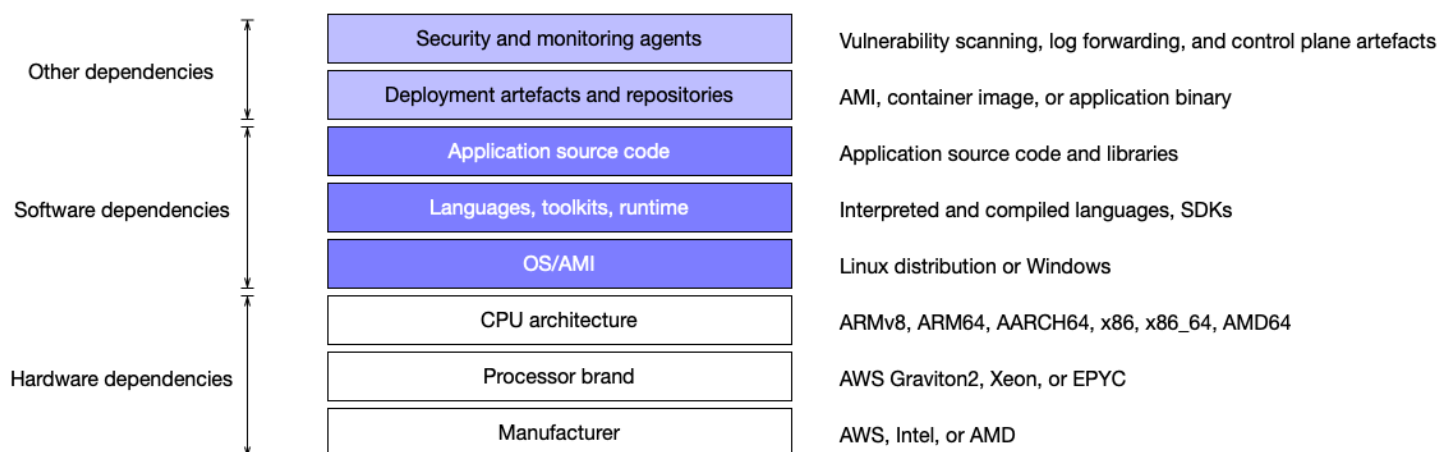 Security and monitoring agents
Vulnerability scanning, log forwarding, and control plane artefacts
Other dependencies
Deployment artefacts and repositories
AMI, container image, or application binary
Application source code
Application source code and libraries
Software dependencies
Languages, toolkits, runtime
Interpreted and compiled languages, SDKs
OS/AMI
Linux distribution or Windows
CPU architecture
ARMv8, ARM64, AARCH64, x86, x86_64, AMD64
Hardware dependencies
Processor brand
AWS Graviton2, Xeon, or EPYC
Manufacturer
AWS, Intel, or AMD